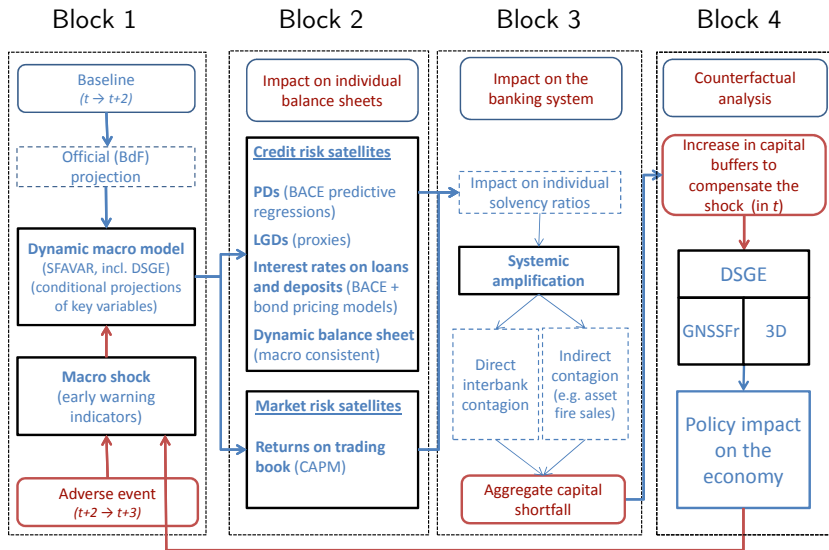 Block 1
Baseline
(t → t+2)
Official (BdF)
projection
Dynamic macro model
(SFAVAR, incl. DSGE)
(conditional projections
of key variables)
Macro shock
(early warning
indicators)
Adverse event
(t+2 → t+3)
Block 2
Impact on individual
balance sheets
Credit risk satellites
PDs (BACE predictive
regressions)
LGDs (proxies)
Interest rates on loans
and deposits (BACE +
bond pricing models)
Dynamic balance sheet
(macro consistent)
Market risk satellites
Returns on trading
book (CAPM)
Block 3
Impact on the
banking system
Impact on individual
solvency ratios
Systemic
amplification
Direct
interbank
contagion
Indirect
contagion
(e.g. asset
fire sales)
Aggregate capital
shortfall
Block 4
Counterfactual
analysis
Increase in capital
buffers to
compensate the
shock (in t)
DSGE
GNSSFr
3D
Policy impact
on the
economy